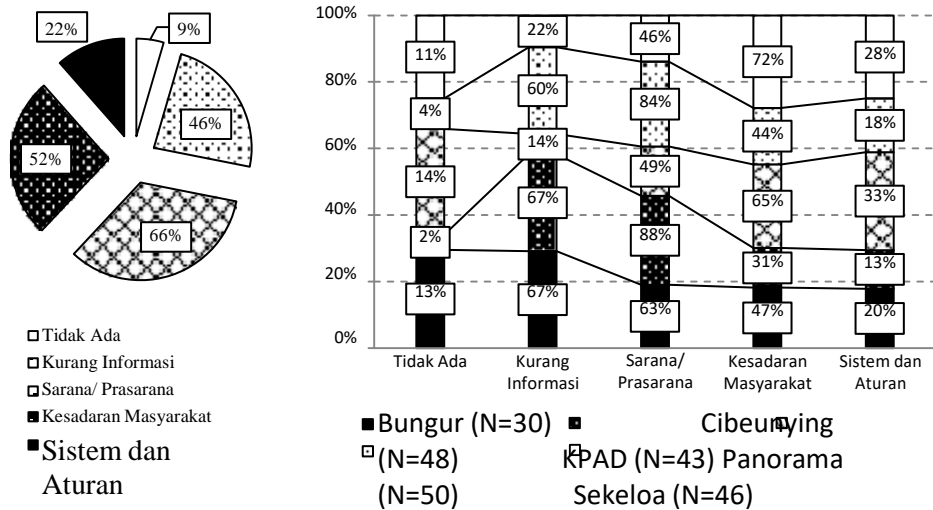 22%
9%
46%
52%
66%
Tidak Ada
Kurang Informasi
Sarana/ Prasarana
Kesadaran Masyarakat
Sistem dan
Aturan
100%
80%
60%
40%
20%
0%
11% 22% 46% 72% 28%
4% 60% 84% 44% 18%
14% 14% 49% 65% 33%
2% 67% 88% 31% 13%
13% 67% 63% 47% 20%
Tidak Ada Kurang Sarana/ Kesadaran Sistem dan
Informasi Prasarana Masyarakat Aturan
Bungur (N=30) Cibeunying
(N=48) KPAD (N=43) Panorama
(N=50) Sekeloa (N=46)